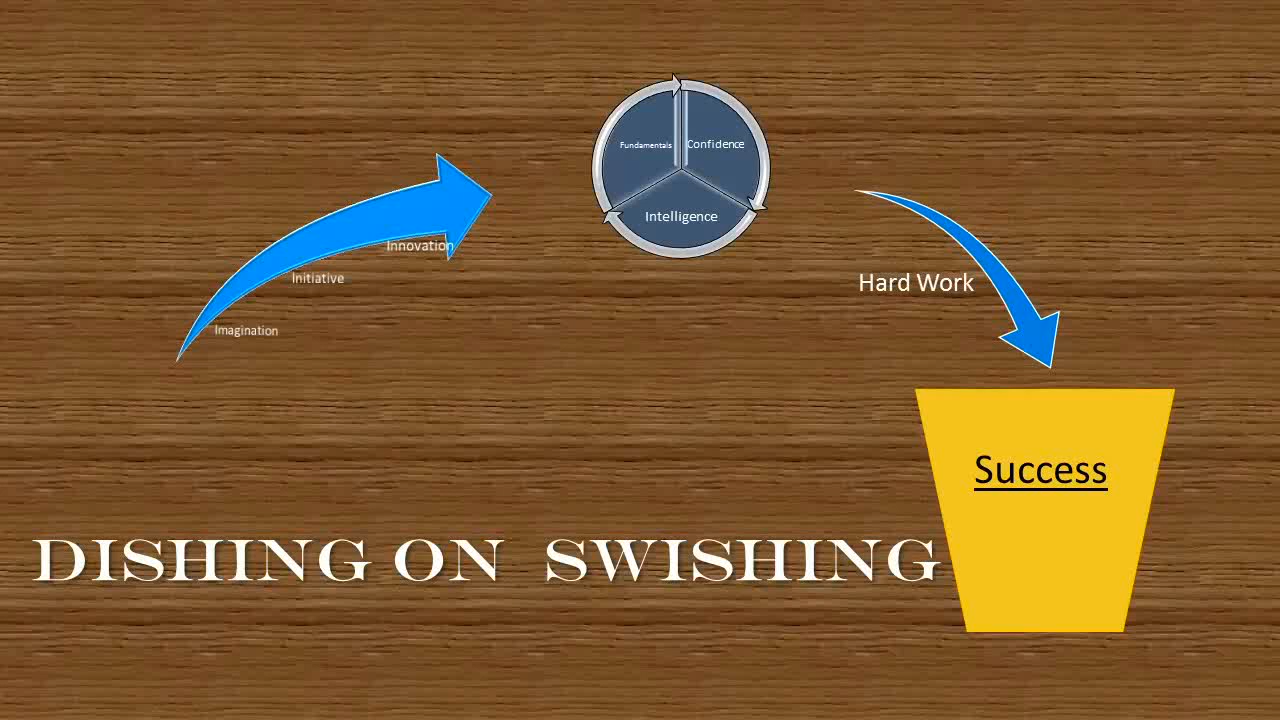 Fundamentals
Confidence
Intelligence
Innovation
Initiative
Imagination
Hard Work
Success
DISHING ON SWISHING